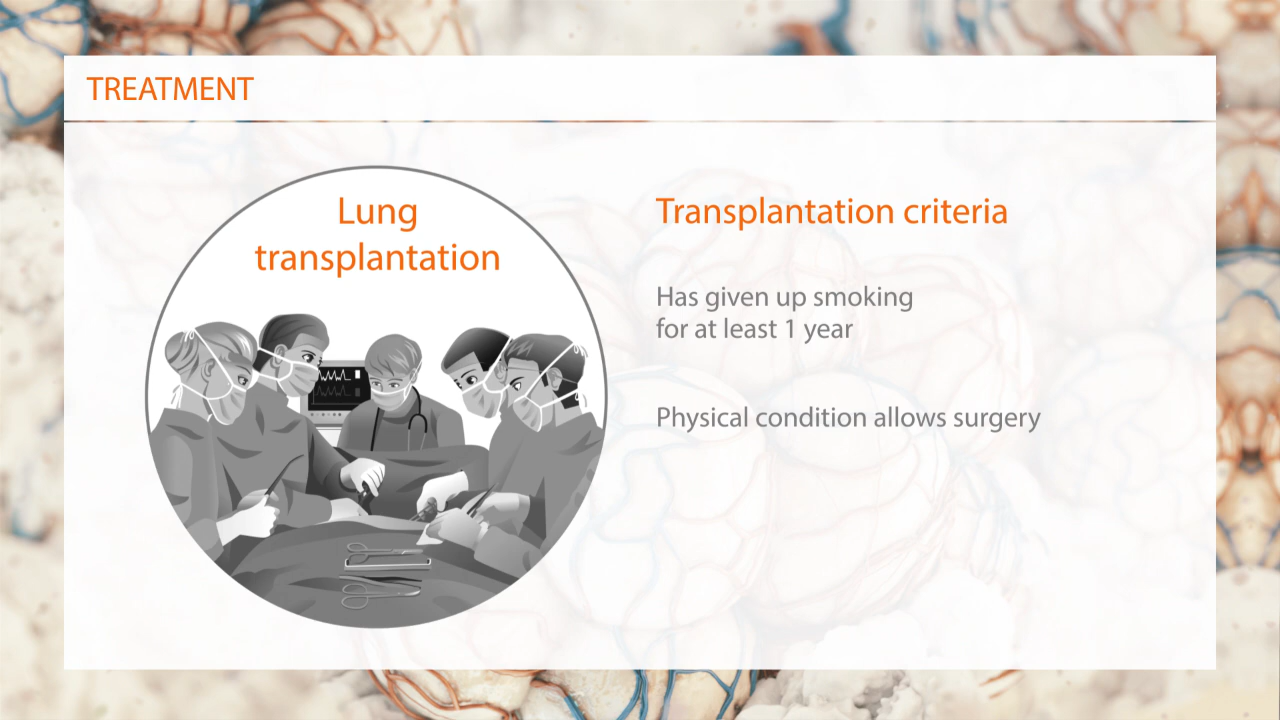 TREATMENT
Lung
transplantation
Transplantation criteria
Has given up smoking
for at least 1 year
Physical condition allows surgery